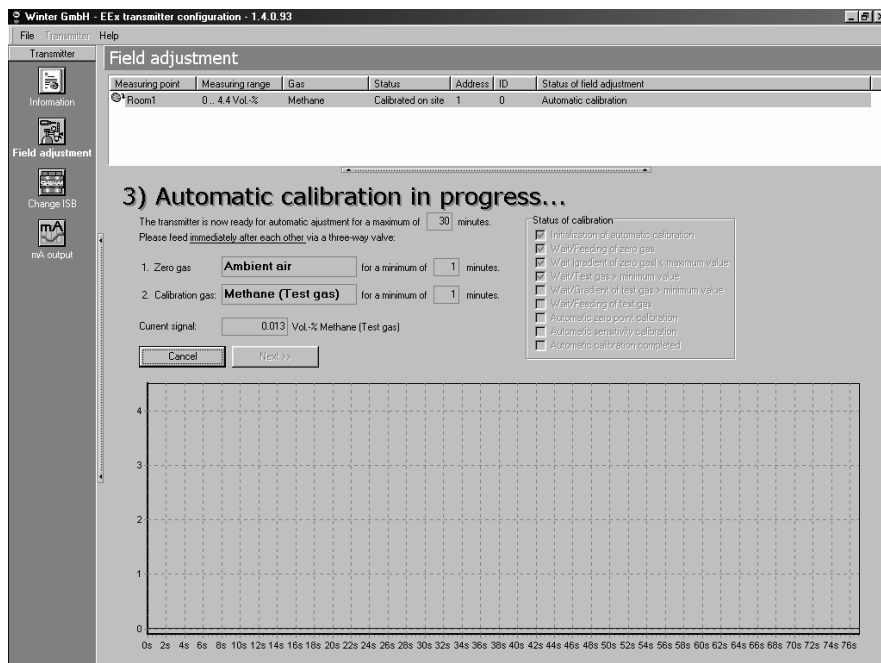 Winter GmbH - EEx transmitter configuration - 1.4.0.93
File Transmitter Help
Transmitter
Information
Field adjustment
Change ISB
mA
mA output
Field adjustment
Measuring point Measuring range Gas Status Address ID Status of field adjustment
Room1 0 .. 4.4 Vol.-% Methane Calibrated on site 1 0 Automatic calibration
3) Automatic calibration in progress...
The transmitter is now ready for automatic ajustment for a maximum of 30 minutes.
Please feed immediately after each other via a three-way valve:
1. Zero gas Ambient air for a minimum of 1 minutes.
2. Calibration gas: Methane (Test gas) for a minimum of 1 minutes.
Current signal: 0.013 Vol.-% Methane (Test gas)
Cancel Next >>
Status of calibration
Initialization of automatic calibration
Wait/Feeding of zero gas
Wait (gradient of zero gas) < maximum value
Wait/Test gas > minimum value
Wait/Gradient of test gas > minimum value
Wait/Feeding of test gas
Automatic zero point calibration
Automatic sensitivity calibration
Automatic calibration completed
4
3
2
1
0
0s 2s 4s 6s 8s 10s 12s 14s 16s 18s 20s 22s 24s 26s 28s 30s 32s 34s 36s 38s 40s 42s 44s 46s 48s 50s 52s 54s 56s 58s 60s 62s 64s 66s 68s 70s 72s 74s 76s